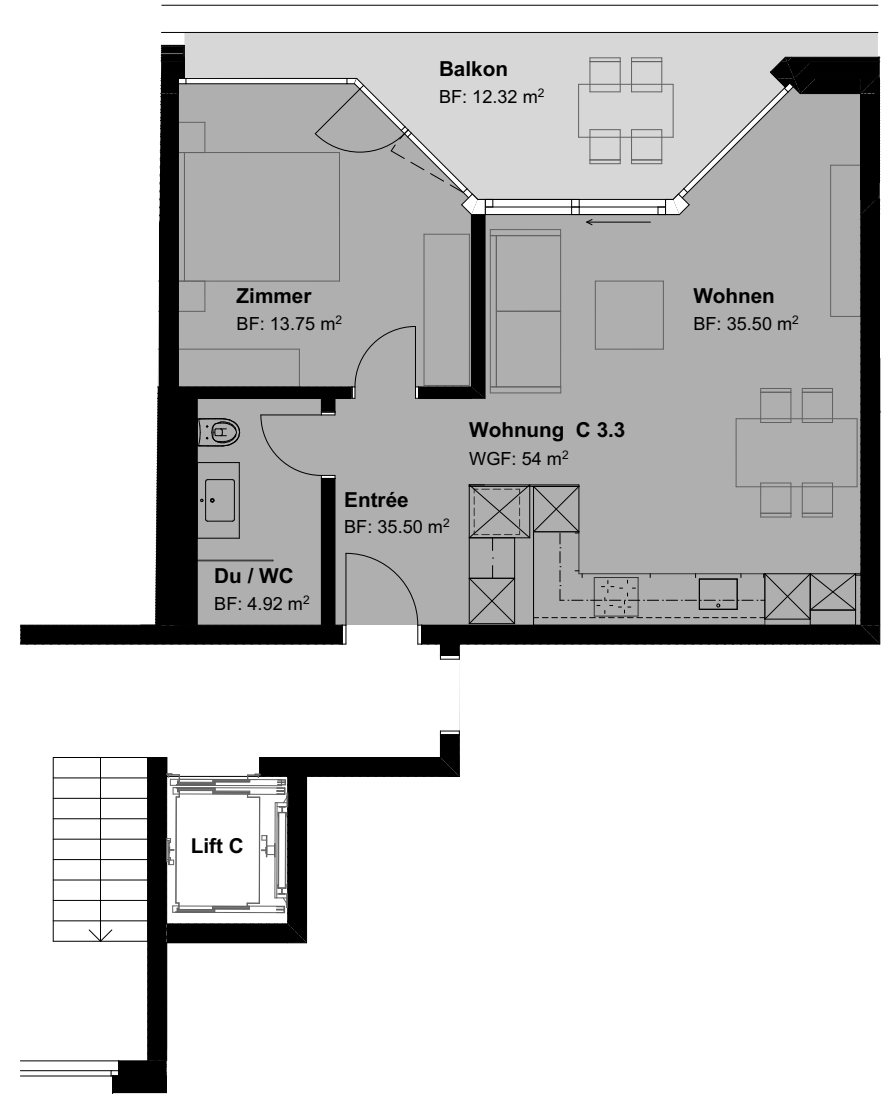 Balkon
BF: 12.32 m²
Zimmer
BF: 13.75 m²
Wohnen
BF: 35.50 m²
Wohnung C 3.3
WGF: 54 m²
Entrée
BF: 35.50 m²
Du / WC
BF: 4.92 m²
Lift C